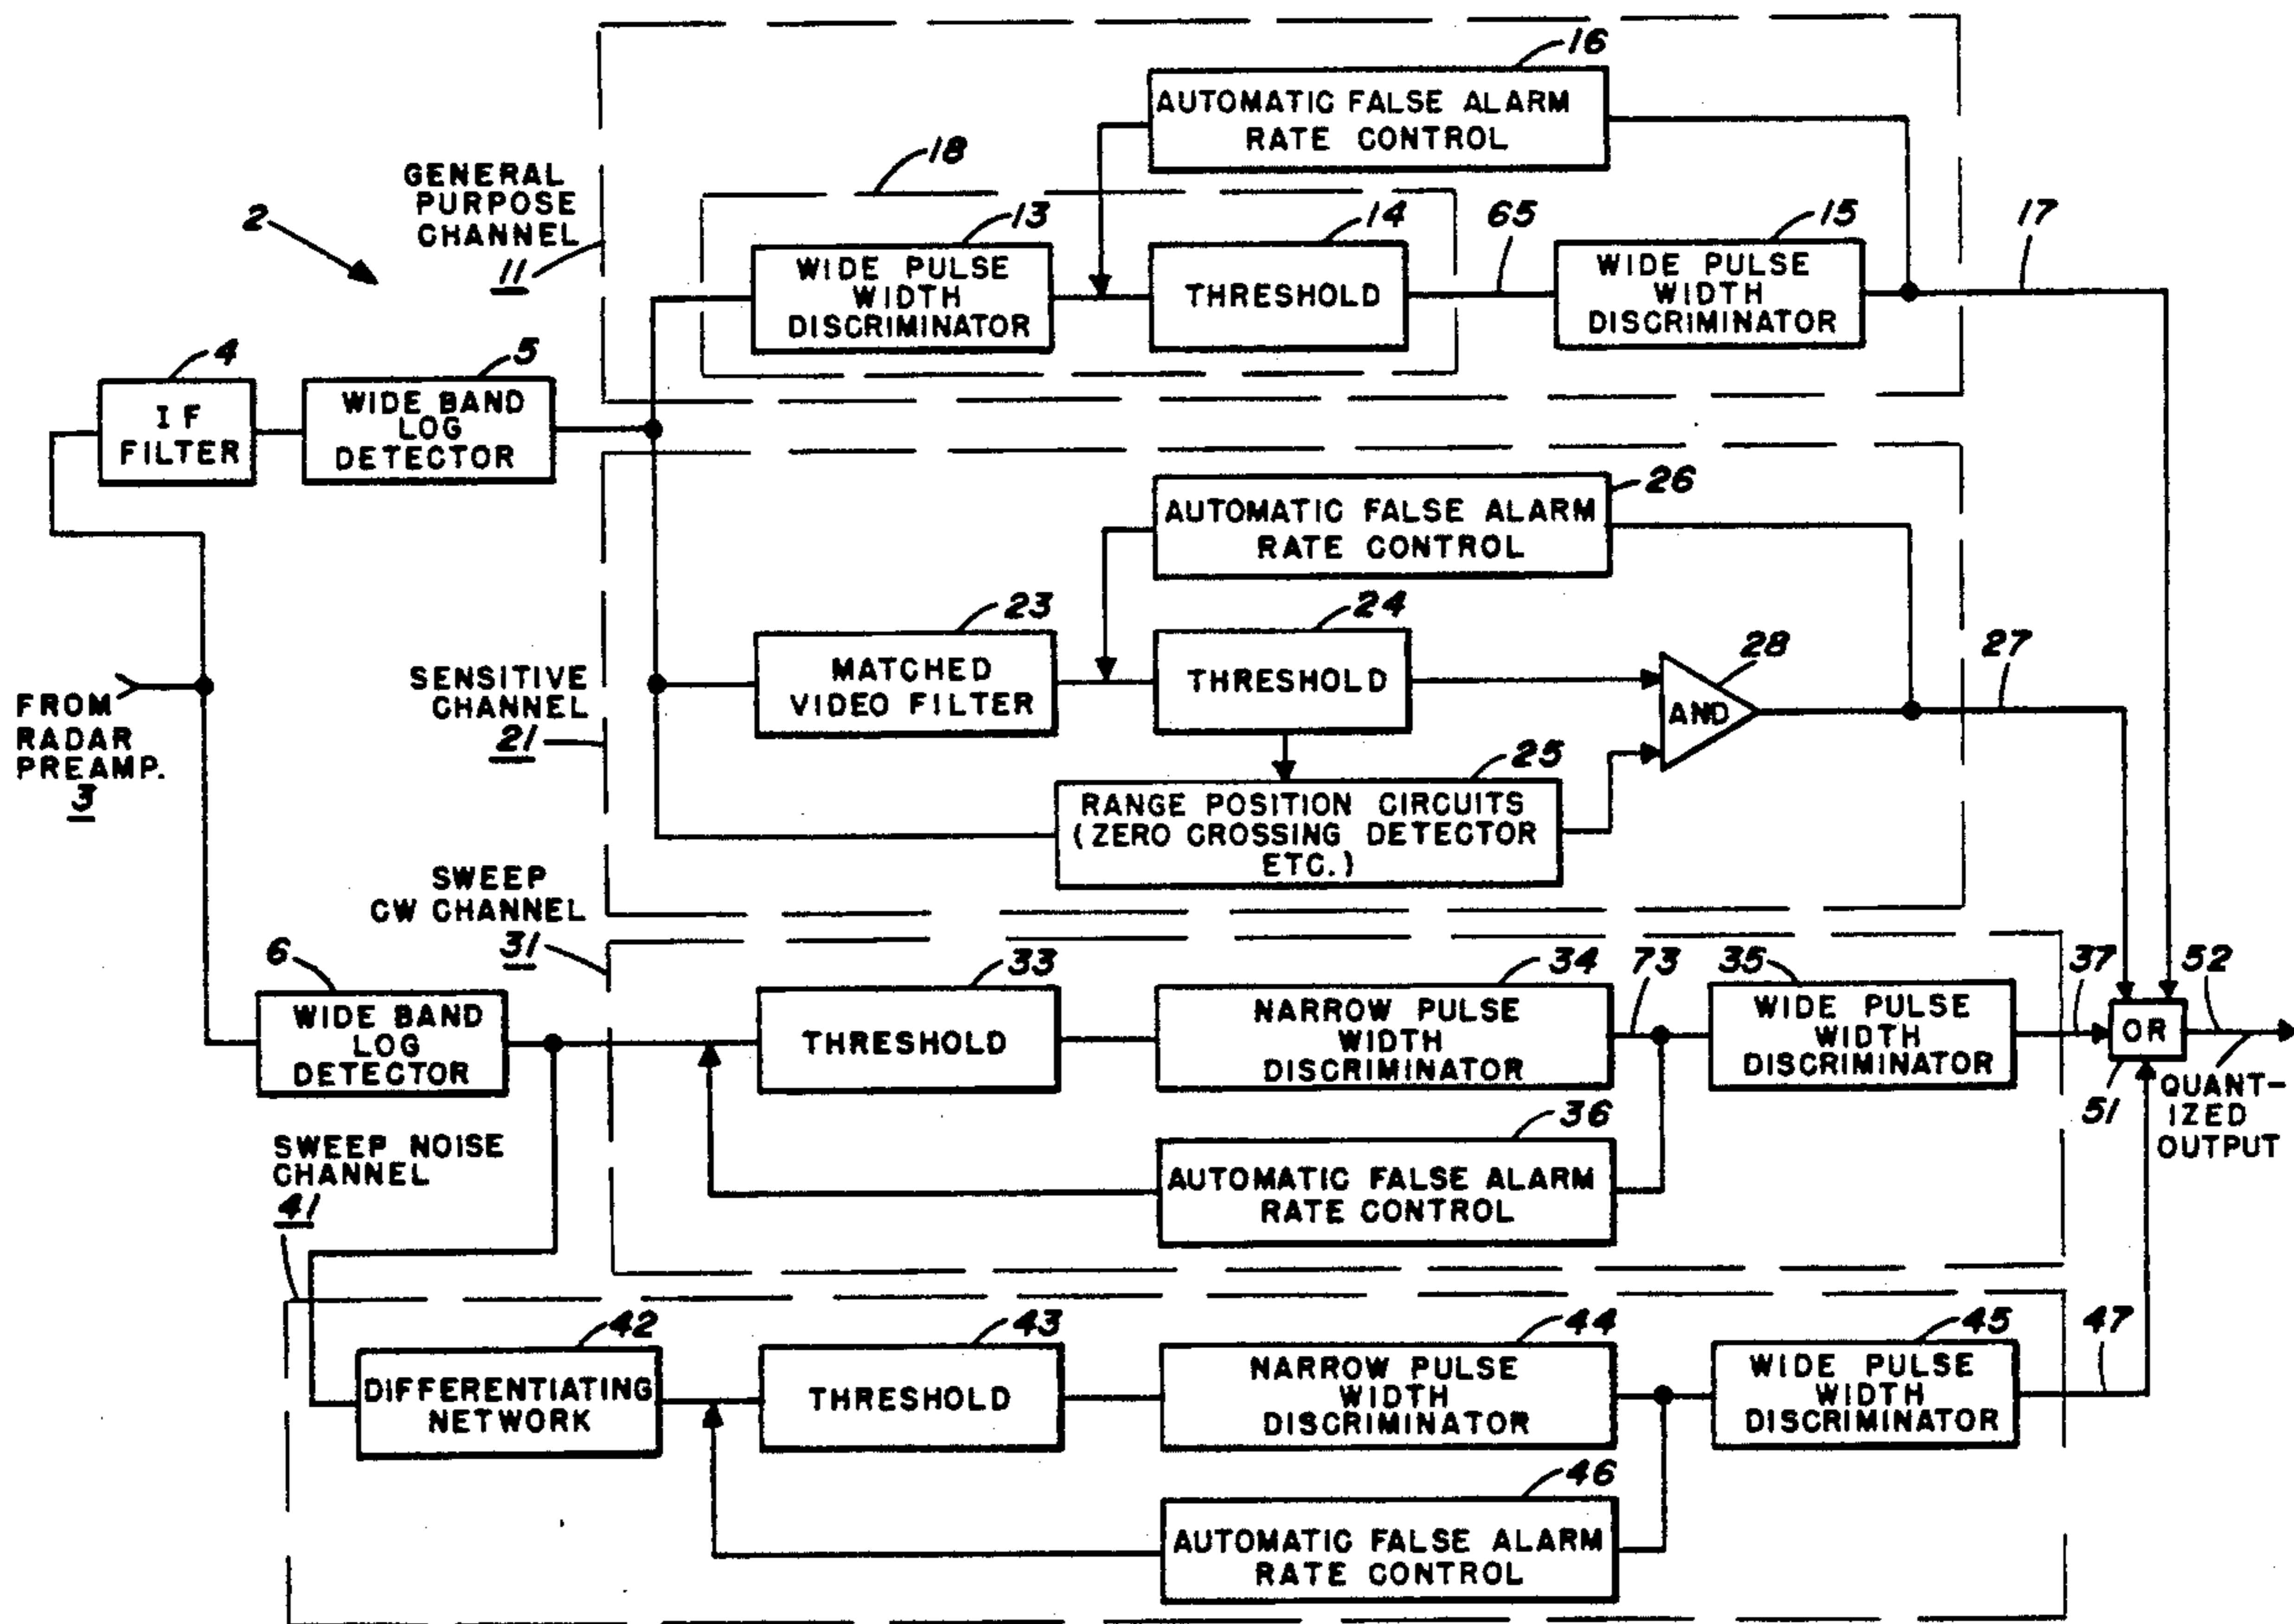 16
AUTOMATIC FALSE ALARM
RATE CONTROL
18
GENERAL
PURPOSE
CHANNEL
11
2
13
WIDE PULSE
WIDTH
DISCRIMINATOR
14
THRESHOLD
65
15
WIDE PULSE
WIDTH
DISCRIMINATOR
17
4
IF
FILTER
5
WIDE BAND
LOG
DETECTOR
26
AUTOMATIC FALSE ALARM
RATE CONTROL
SENSITIVE
CHANNEL
21
23
MATCHED
VIDEO FILTER
24
THRESHOLD
28
AND
27
FROM
RADAR
PREAMP.
3
25
RANGE POSITION CIRCUITS
(ZERO CROSSING DETECTOR
ETC.)
SWEEP
CW CHANNEL
31
6
WIDE BAND
LOG
DETECTOR
33
THRESHOLD
34
NARROW PULSE
WIDTH
DISCRIMINATOR
73
35
WIDE PULSE
WIDTH
DISCRIMINATOR
37
OR
51
52
QUANT-
IZED
OUTPUT
36
AUTOMATIC FALSE ALARM
RATE CONTROL
SWEEP NOISE
CHANNEL
41
42
DIFFERENTIATING
NETWORK
43
THRESHOLD
44
NARROW PULSE
WIDTH
DISCRIMINATOR
45
WIDE PULSE
WIDTH
DISCRIMINATOR
47
46
AUTOMATIC FALSE ALARM
RATE CONTROL